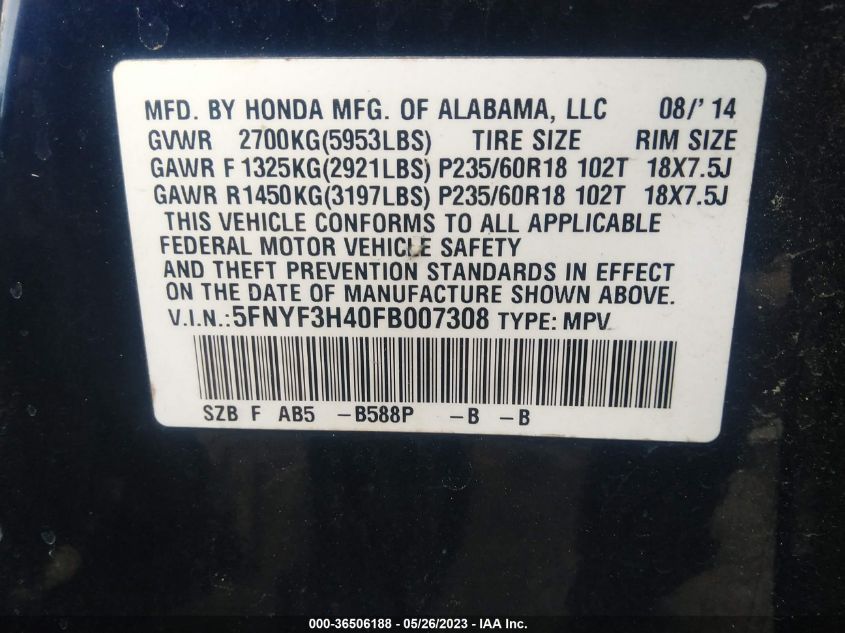 MFD. BY HONDA MFG. OF ALABAMA, LLC 08/' 14
GVWR 2700KG(5953LBS) TIRE SIZE RIM SIZE
GAWR F 1325KG(2921LBS) P235/60R18 102T 18X7.5J
GAWR R1450KG(3197LBS) P235/60R18 102T 18X7.5J
THIS VEHICLE CONFORMS TO ALL APPLICABLE
FEDERAL MOTOR VEHICLE SAFETY
AND THEFT PREVENTION STANDARDS IN EFFECT
ON THE DATE OF MANUFACTURE SHOWN ABOVE.
V.I.N.:5FNYF3H40FB007308 TYPE: MPV
SZB F AB5 -B588P -B -B
000-36506188 - 05/26/2023 - IAA Inc.